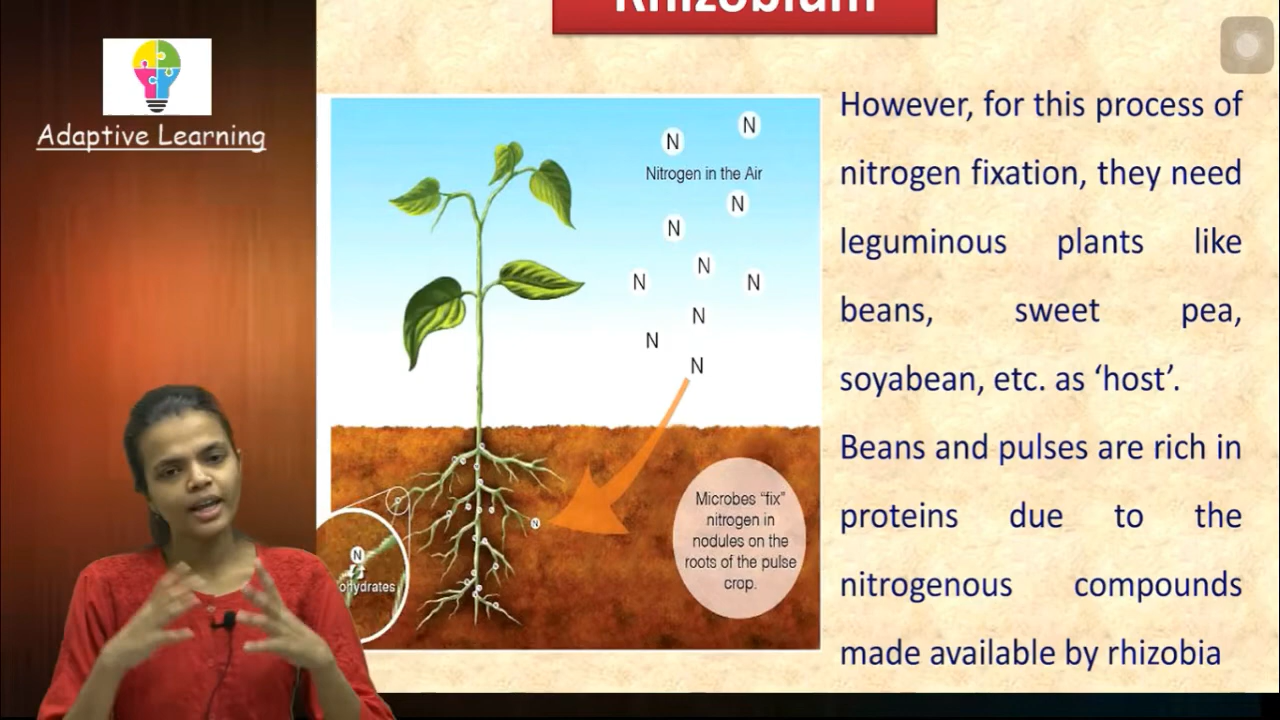 Rhizobium
Adaptive Learning
However, for this process of
nitrogen fixation, they need
leguminous plants like
beans, sweet pea,
soyabean, etc. as ‘host’.
Beans and pulses are rich in
proteins due to the
nitrogenous compounds
made available by rhizobia
N
N
Nitrogen in the Air
N
N
N
N
N
N
N
N
N
Microbes “fix”
nitrogen in
nodules on the
roots of the pulse
crop.
N
ohydrates